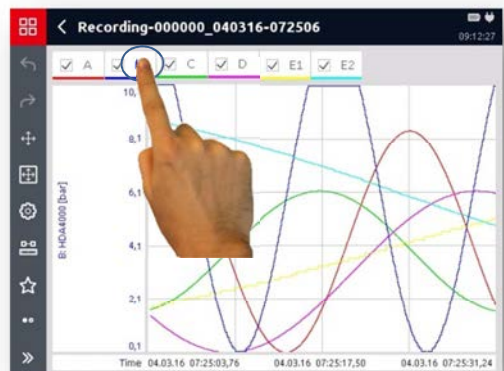 Recording-000000_040316-072506
09:12:27
A C D E1 E2
10,
8,1
6,1
4,1
2,1
0,1
B: HDA4000 [bar]
Time 04.03.16 07:25:03,76 04.03.16 07:25:17,50 04.03.16 07:25:31,24